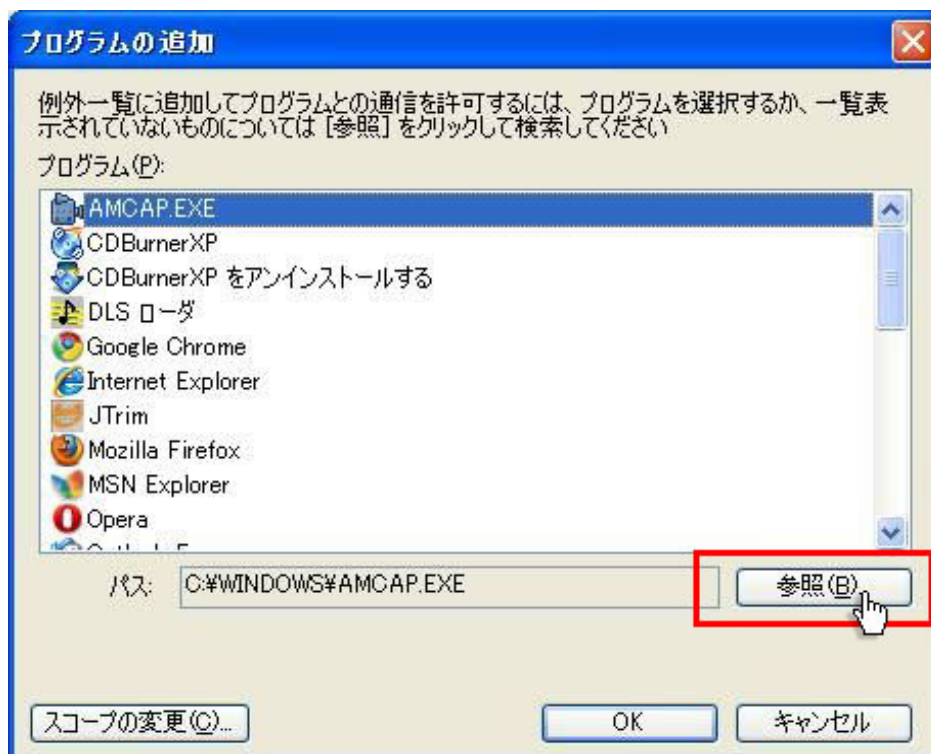 プログラムの追加
例外一覧に追加してプログラムとの通信を許可するには、プログラムを選択するか、一覧表
示されていないものについては [参照] をクリックして検索してください
プログラム(P):
AMCAP.EXE
CDBurnerXP
CDBurnerXP をアンインストールする
DLS ローダ
Google Chrome
Internet Explorer
JTrim
Mozilla Firefox
MSN Explorer
Opera
パス: C:¥WINDOWS¥AMCAP.EXE 参照(B)
スコープの変更(C)... OK キャンセル